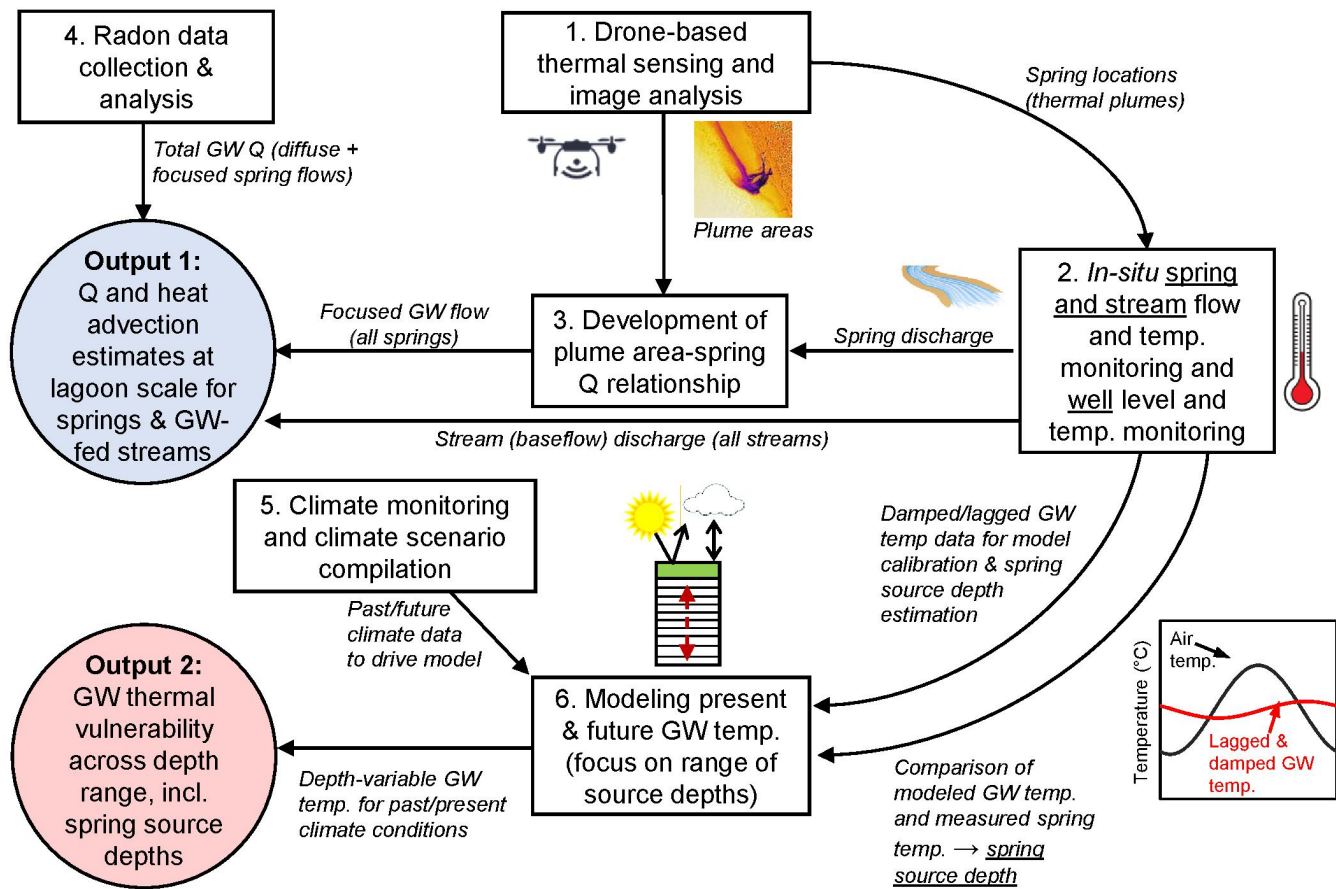 4. Radon data
collection &
analysis
1. Drone-based
thermal sensing and
image analysis
Spring locations
(thermal plumes)
Total GW Q (diffuse +
focused spring flows)
Plume areas
Output 1:
Q and heat
advection
estimates at
lagoon scale for
springs & GW-
fed streams
Focused GW flow
(all springs)
3. Development of
plume area-spring
Q relationship
Spring discharge
2. In-situ spring
and stream flow
and temp.
monitoring and
well level and
temp. monitoring
Stream (baseflow) discharge (all streams)
5. Climate monitoring
and climate scenario
compilation
Past/future
climate data
to drive model
Damped/lagged GW
temp data for model
calibration & spring
source depth
estimation
Output 2:
GW thermal
vulnerability
across depth
range, incl.
spring source
depths
6. Modeling present
& future GW temp.
(focus on range of
source depths)
Depth-variable GW
temp. for past/present
climate conditions
Comparison of
modeled GW temp.
and measured spring
temp. → spring
source depth
Temperature (°C)
Air
temp.
Lagged &
damped GW
temp.